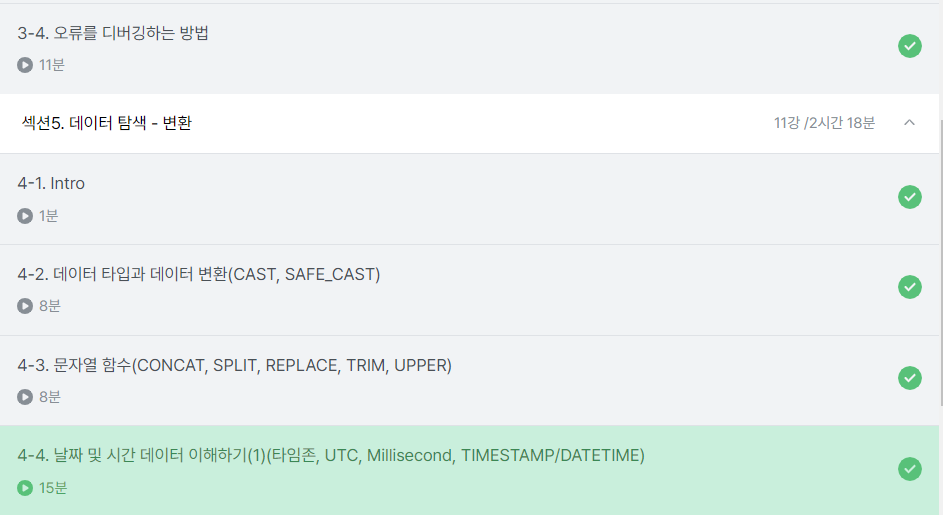 3-4. 오류를 디버깅하는 방법
11분
섹션5. 데이터 탐색 - 변환
11강 /2시간 18분
4-1. Intro
1분
4-2. 데이터 타입과 데이터 변환(CAST, SAFE_CAST)
8분
4-3. 문자열 함수(CONCAT, SPLIT, REPLACE, TRIM, UPPER)
8분
4-4. 날짜 및 시간 데이터 이해하기(1)(타임존, UTC, Millisecond, TIMESTAMP/DATETIME)
15분